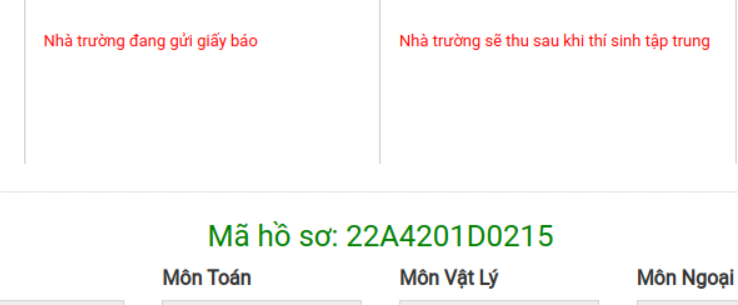 Nhà trường đang gửi giấy báo
Nhà trường sẽ thu sau khi thí sinh tập trung
Mã hồ sơ: 22A4201D0215
Môn Toán
Môn Vật Lý
Môn Ngoại